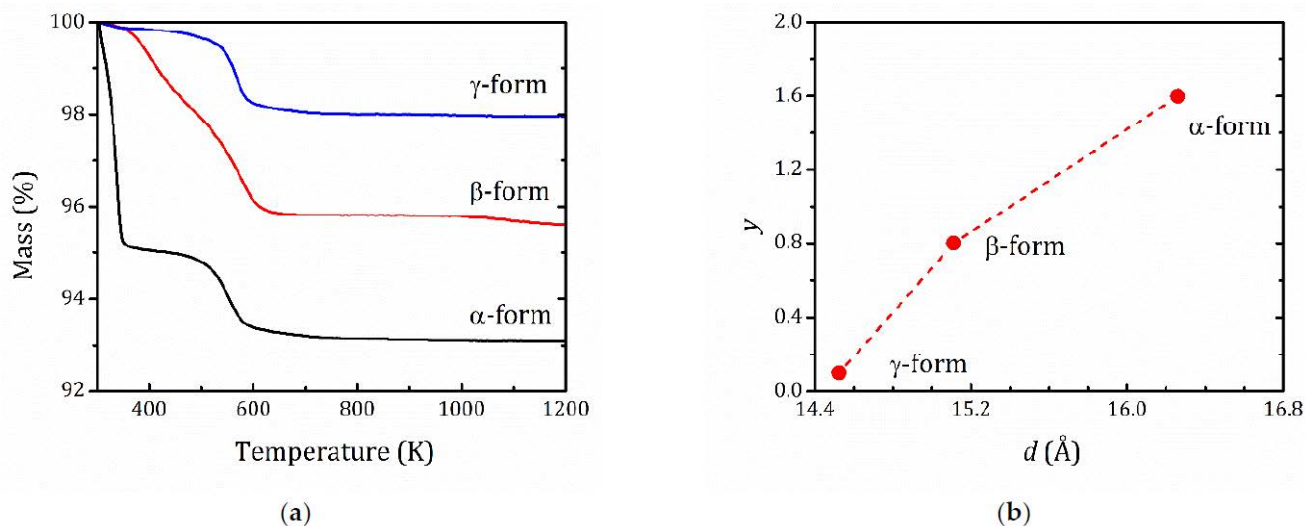 100
98
96
94
92
Mass (%)
γ-form
β-form
α-form
400 600 800 1000 1200
Temperature (K)
(a)
2.0
1.6
1.2
0.8
0.4
0.0
y
α-form
β-form
γ-form
14.4 15.2 16.0 16.8
d (Å)
(b)